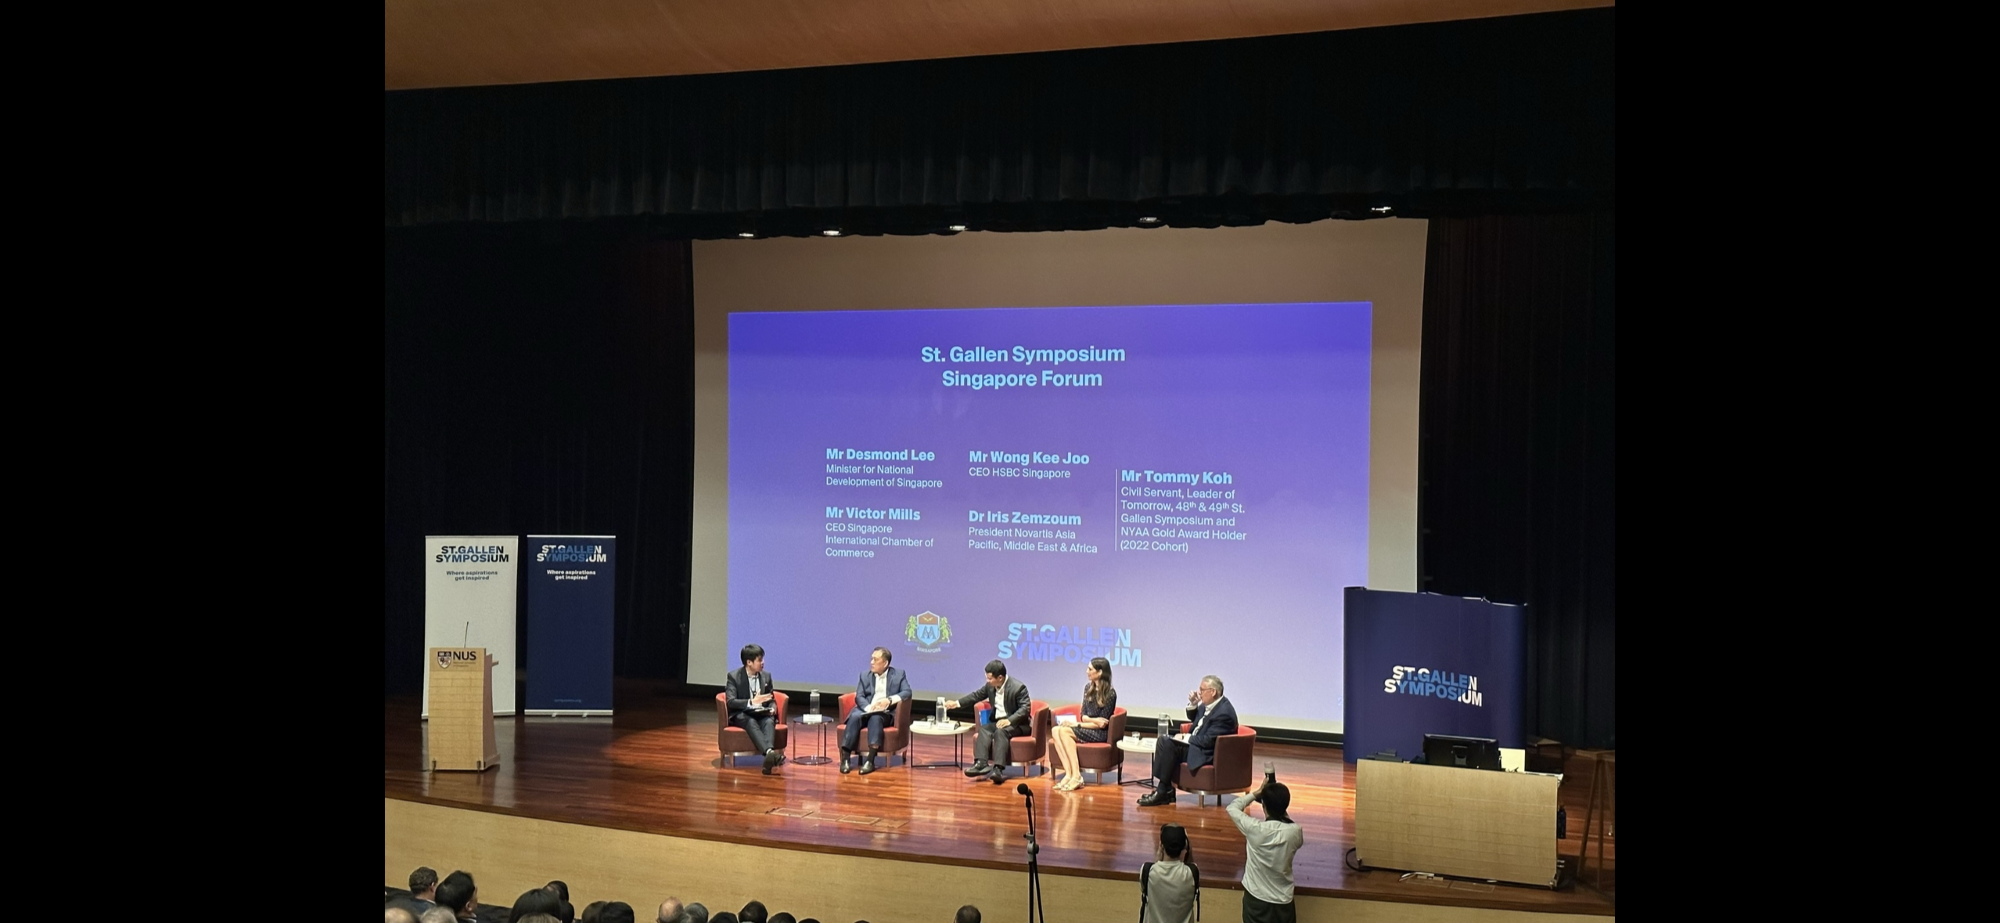 St. Gallen Symposium
Singapore Forum
Mr Desmond Lee
Minister for National
Development of Singapore
Mr Victor Mills
CEO Singapore
International Chamber of
Commerce
Mr Wong Kee Joo
CEO HSBC Singapore
Dr Iris Zemzoum
President Novartis Asia
Pacific, Middle East & Africa
Mr Tommy Koh
Civil Servant, Leader of
Tomorrow, 48th & 49th St.
Gallen Symposium and
NYAA Gold Award Holder
(2022 Cohort)
SINGAPORE
ST.GALLEN
SYMPOSIUM
ST.GALLEN
SYMPOSIUM
Where aspirations
get inspired
ST.GALLEN
SYMPOSIUM
Where aspirations
get inspired
NUS
ST.GALLEN
SYMPOSIUM